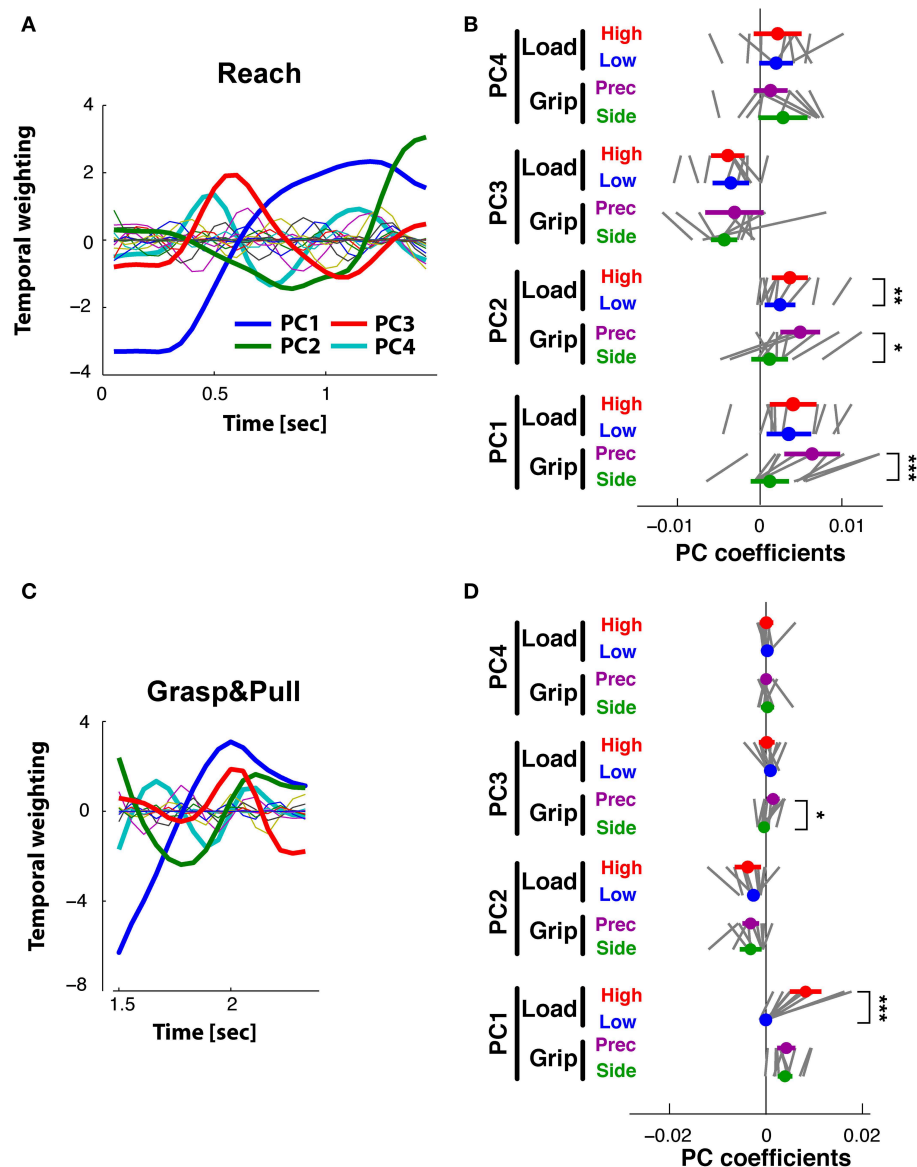 A
Reach
Temporal weighting
4
2
0
−2
−4
PC1
PC2
PC3
PC4
0
0.5
1
Time [sec]
B
PC4
Load
High
Low
Grip
Prec
Side
PC3
Load
High
Low
Grip
Prec
Side
PC2
Load
High
Low
**
Grip
Prec
Side
*
PC1
Load
High
Low
Grip
Prec
Side
***
−0.01
0
0.01
PC coefficients
C
Grasp&Pull
Temporal weighting
4
0
−4
−8
1.5
2
Time [sec]
D
PC4
Load
High
Low
Grip
Prec
Side
PC3
Load
High
Low
Grip
Prec
Side
*
PC2
Load
High
Low
Grip
Prec
Side
PC1
Load
High
Low
***
Grip
Prec
Side
−0.02
0
0.02
PC coefficients